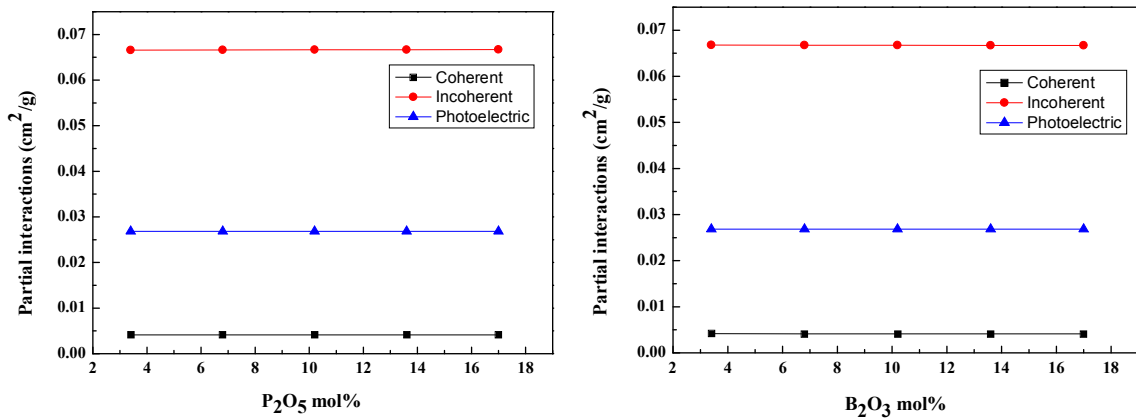 0.07
0.06
0.05
0.04
0.03
0.02
0.01
0.00
Partial interactions (cm²/g)
Coherent
Incoherent
Photoelectric
2 4 6 8 10 12 14 16 18
P₂O₅ mol%
0.07
0.06
0.05
0.04
0.03
0.02
0.01
0.00
Partial interactions (cm²/g)
Coherent
Incoherent
Photoelectric
2 4 6 8 10 12 14 16 18
B₂O₃ mol%